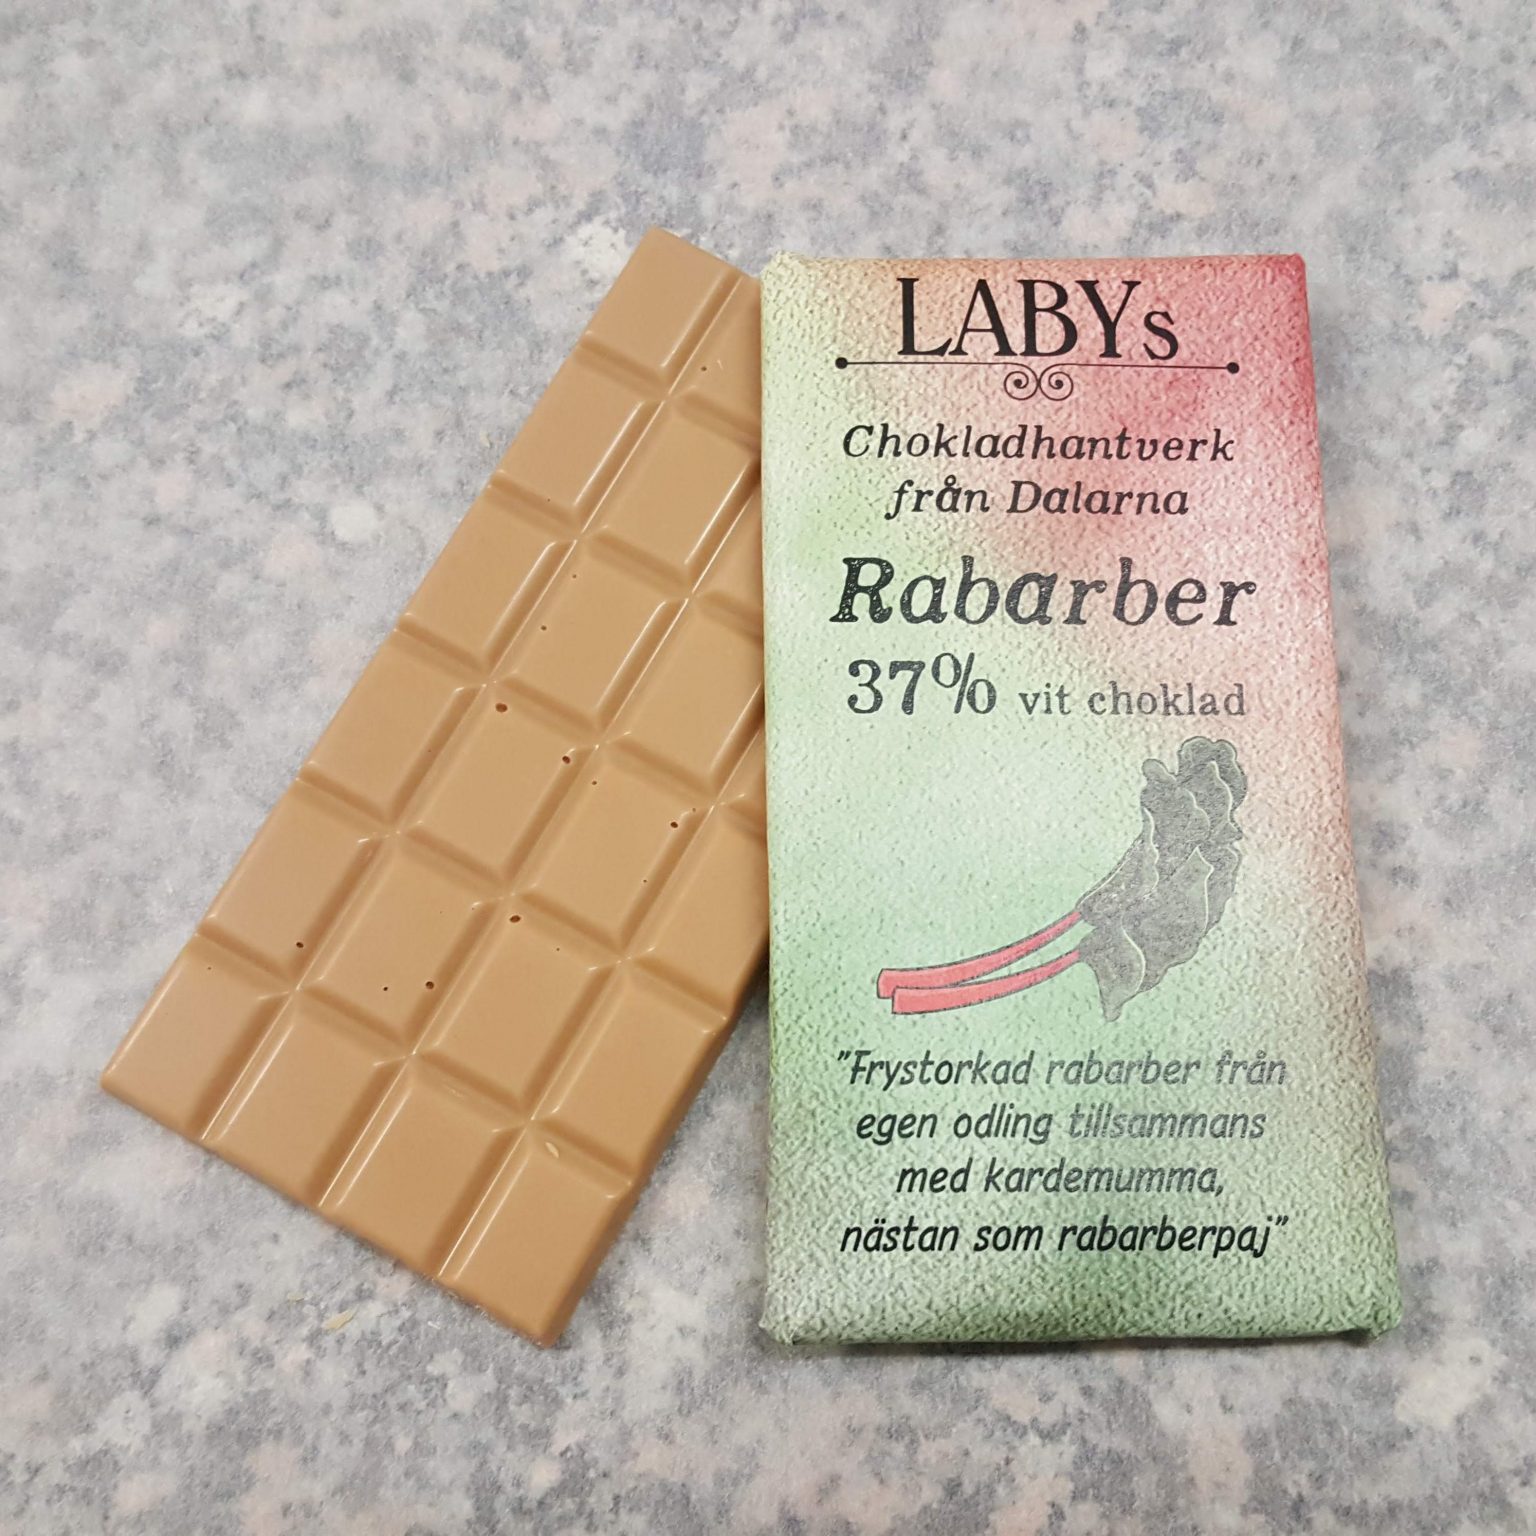 LABYs
Chokladhantverk
från Dalarna
Rabarber
37% vit choklad
"Frystorkad rabarber från
egen odling tillsammans
med kardemumma,
nästan som rabarberpaj"